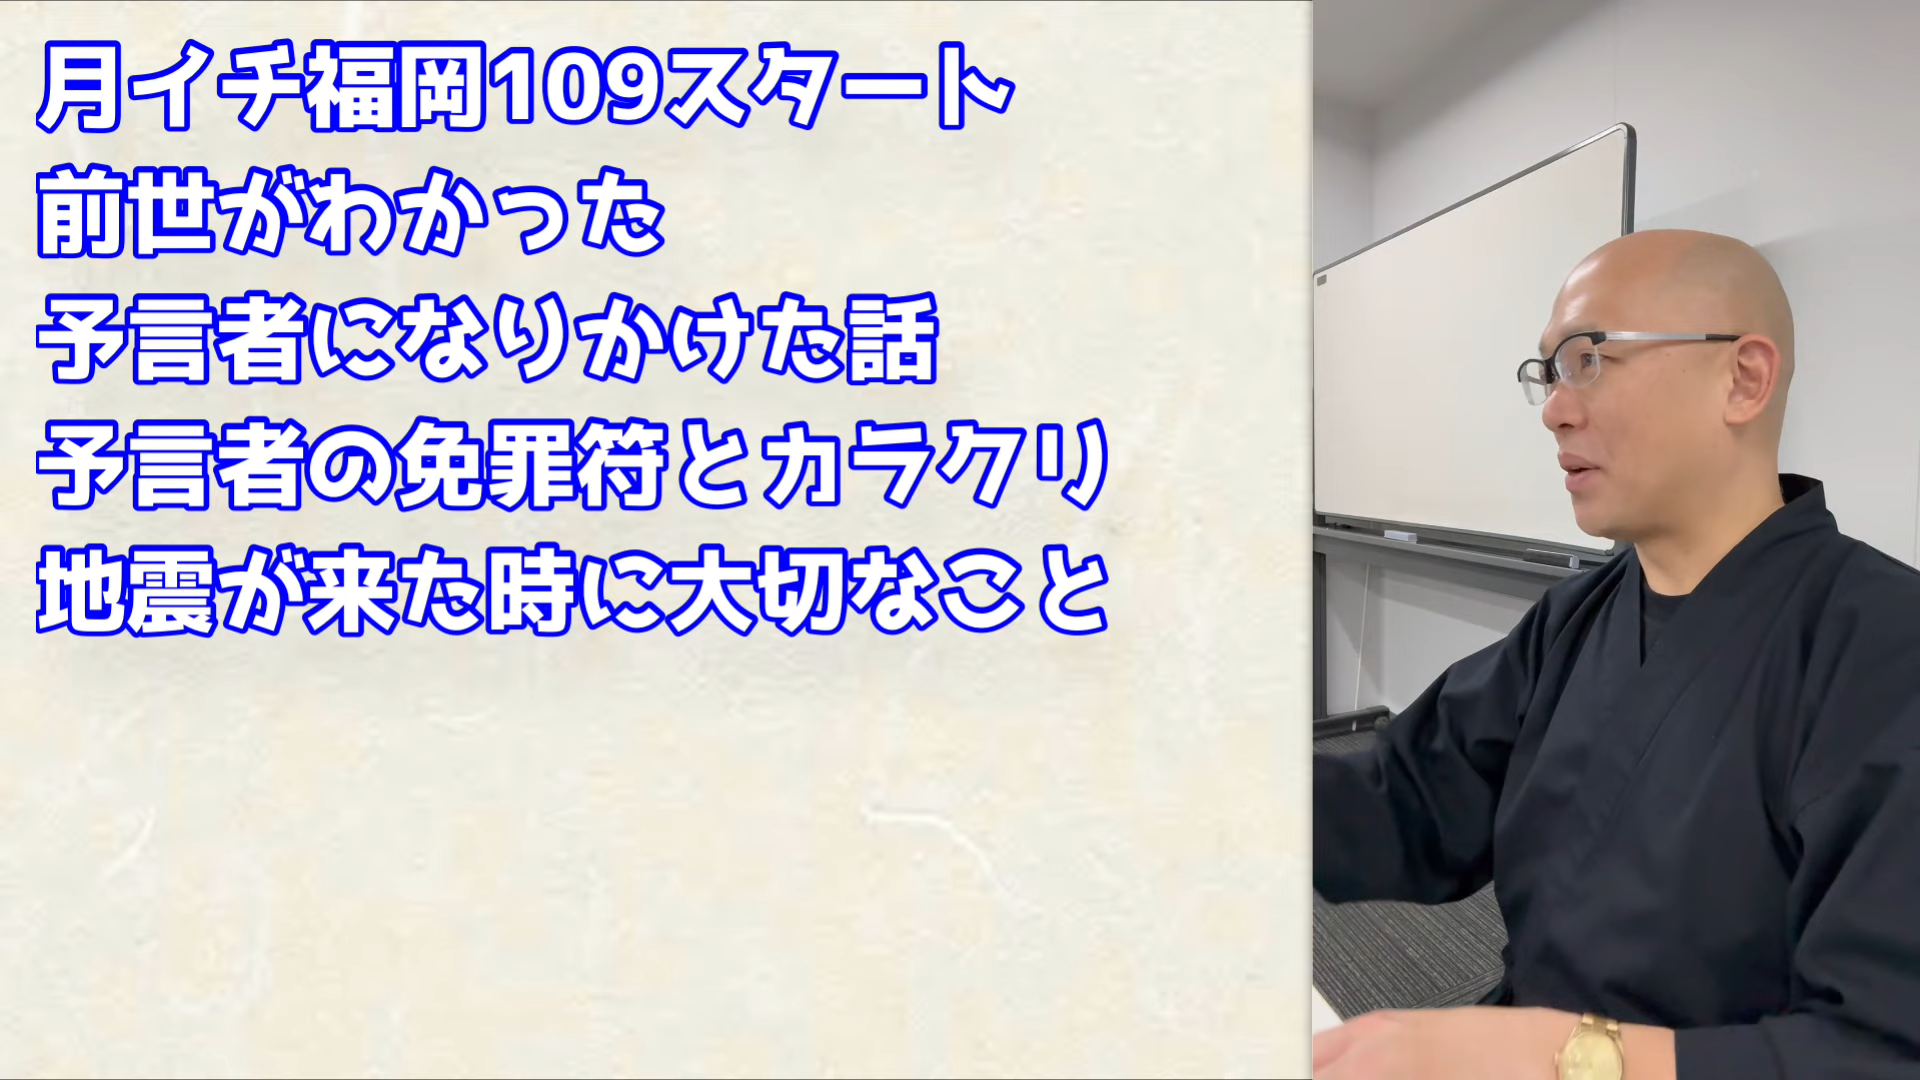 月イチ福岡109スタート
前世がわかった
予言者になりかけた話
予言者の免罪符とカラクリ
地震が来た時に大切なこと